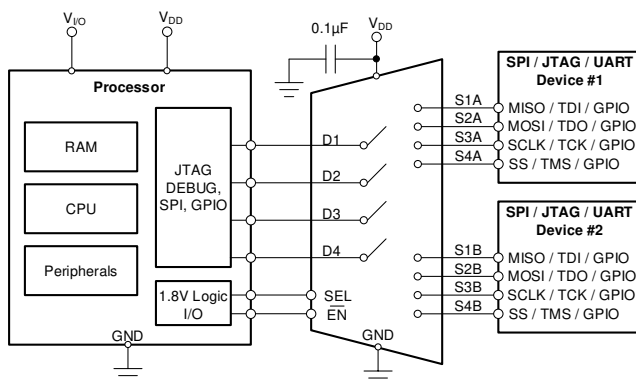 V_I/O
V_DD
Processor
RAM
CPU
Peripherals
JTAG
DEBUG,
SPI, GPIO
1.8V Logic
I/O
GND
0.1µF
V_DD
D1
D2
D3
D4
SEL
E̅N̅
GND
S1A
S2A
S3A
S4A
S1B
S2B
S3B
S4B
SPI / JTAG / UART
Device #1
MISO / TDI / GPIO
MOSI / TDO / GPIO
SCLK / TCK / GPIO
SS / TMS / GPIO
SPI / JTAG / UART
Device #2
MISO / TDI / GPIO
MOSI / TDO / GPIO
SCLK / TCK / GPIO
SS / TMS / GPIO